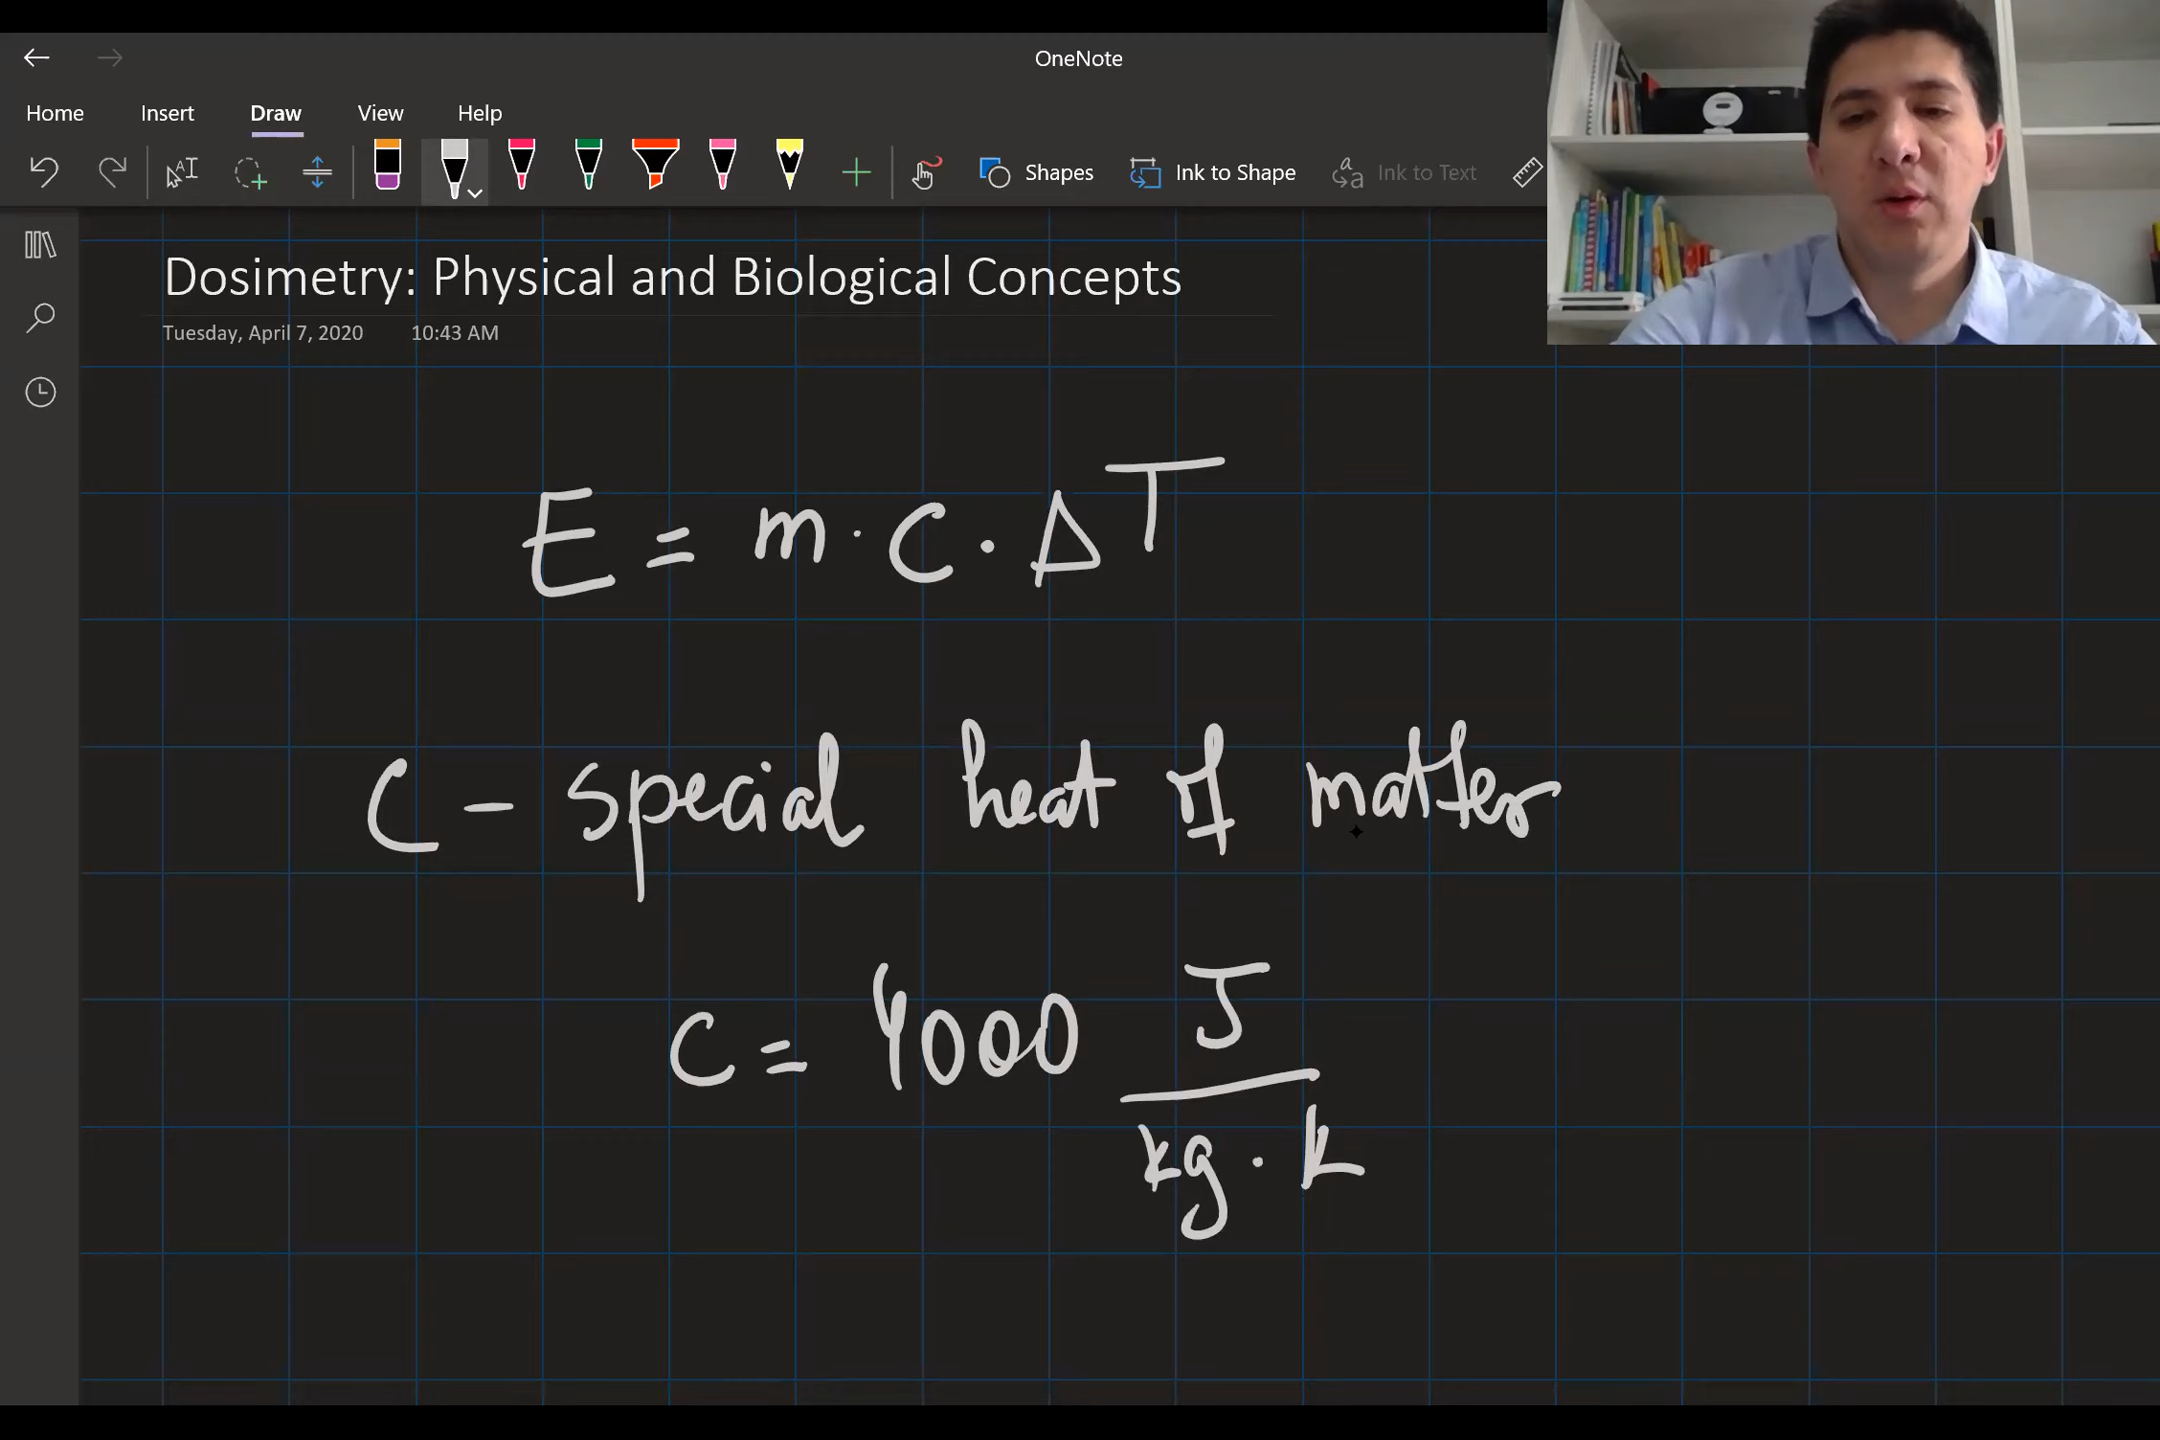 OneNote
Home Insert Draw View Help
Shapes Ink to Shape Ink to Text
Dosimetry: Physical and Biological Concepts
Tuesday, April 7, 2020 10:43 AM
E = m · C · ΔT
C - special heat of matter
C = 4000 J
kg · K